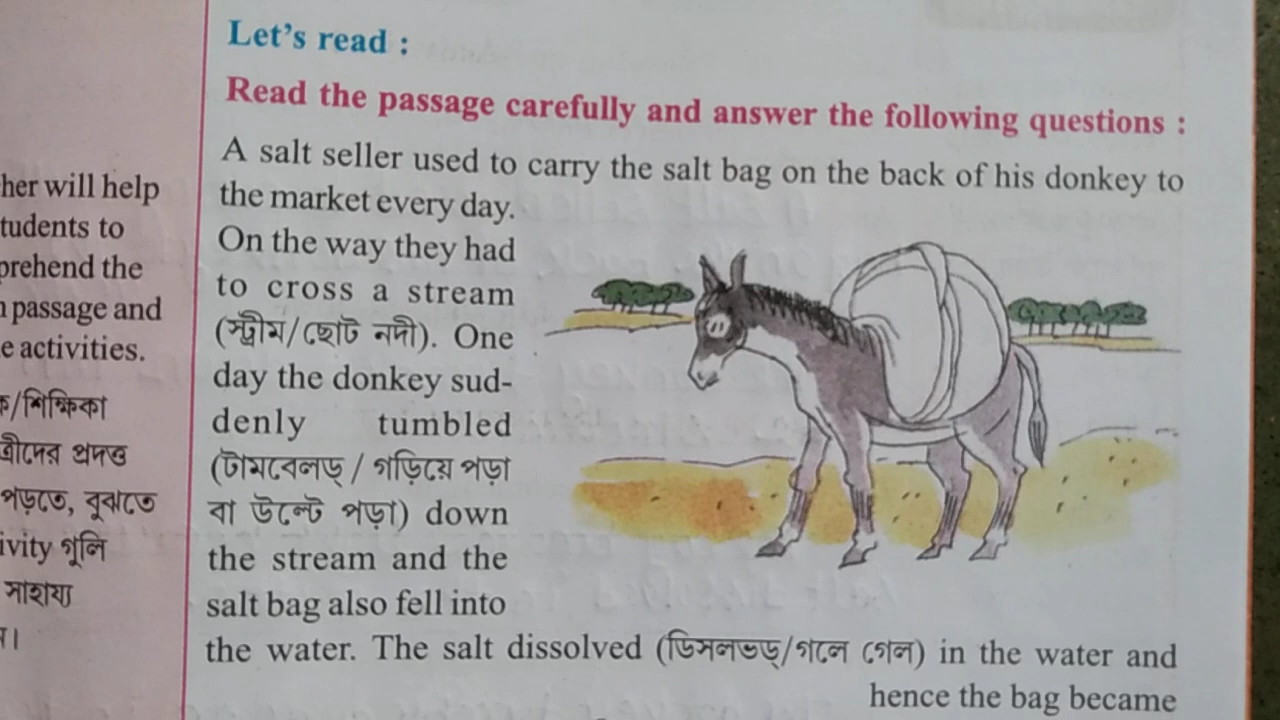 Let's read :
Read the passage carefully and answer the following questions :
A salt seller used to carry the salt bag on the back of his donkey to
the market every day.
On the way they had
to cross a stream
(স্ট্রীম/ছোট নদী). One
day the donkey sud-
denly tumbled
(টামবেলড্ / গড়িয়ে পড়া
বা উল্টে পড়া) down
the stream and the
salt bag also fell into
the water. The salt dissolved (ডিসলভড্/গলে গেল) in the water and
hence the bag became
her will help
tudents to
prehend the
passage and
e activities.
ক/শিক্ষিকা
ত্রীদের প্রদত্ত
পড়তে, বুঝতে
ivity গুলি
সাহায্য